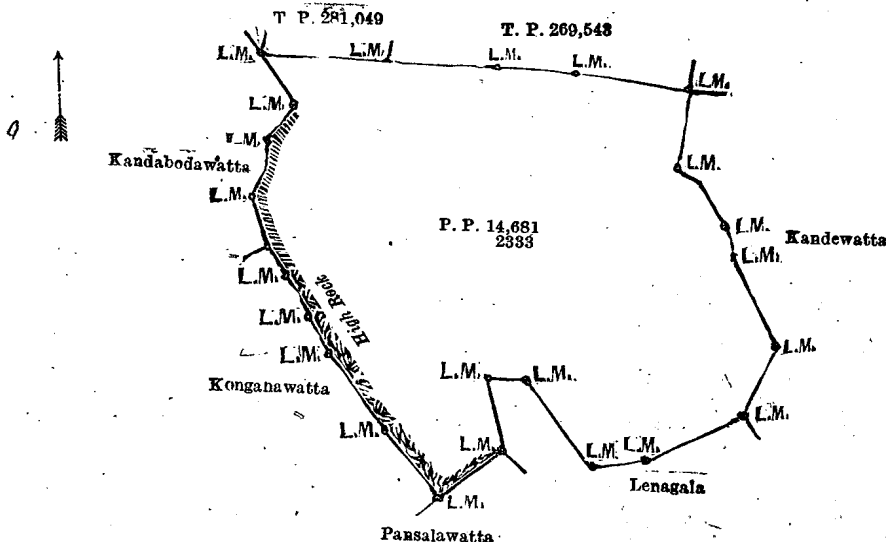 T. P. 281,049
T. P. 269,548
L.M.
L.M.
L.M.
L.M.
L.M.
L.M.
L.M.
Kandabodawatta
L.M.
L.M.
P. P. 14,681
2333
L.M.
Kandewatta
L.M.
L.M.
High Rock
L.M.
L.M.
L.M.
L.M.
L.M.
Konganawatta
L.M.
L.M.
L.M.
L.M.
L.M.
Lenagala
L.M.
Pansalawatta